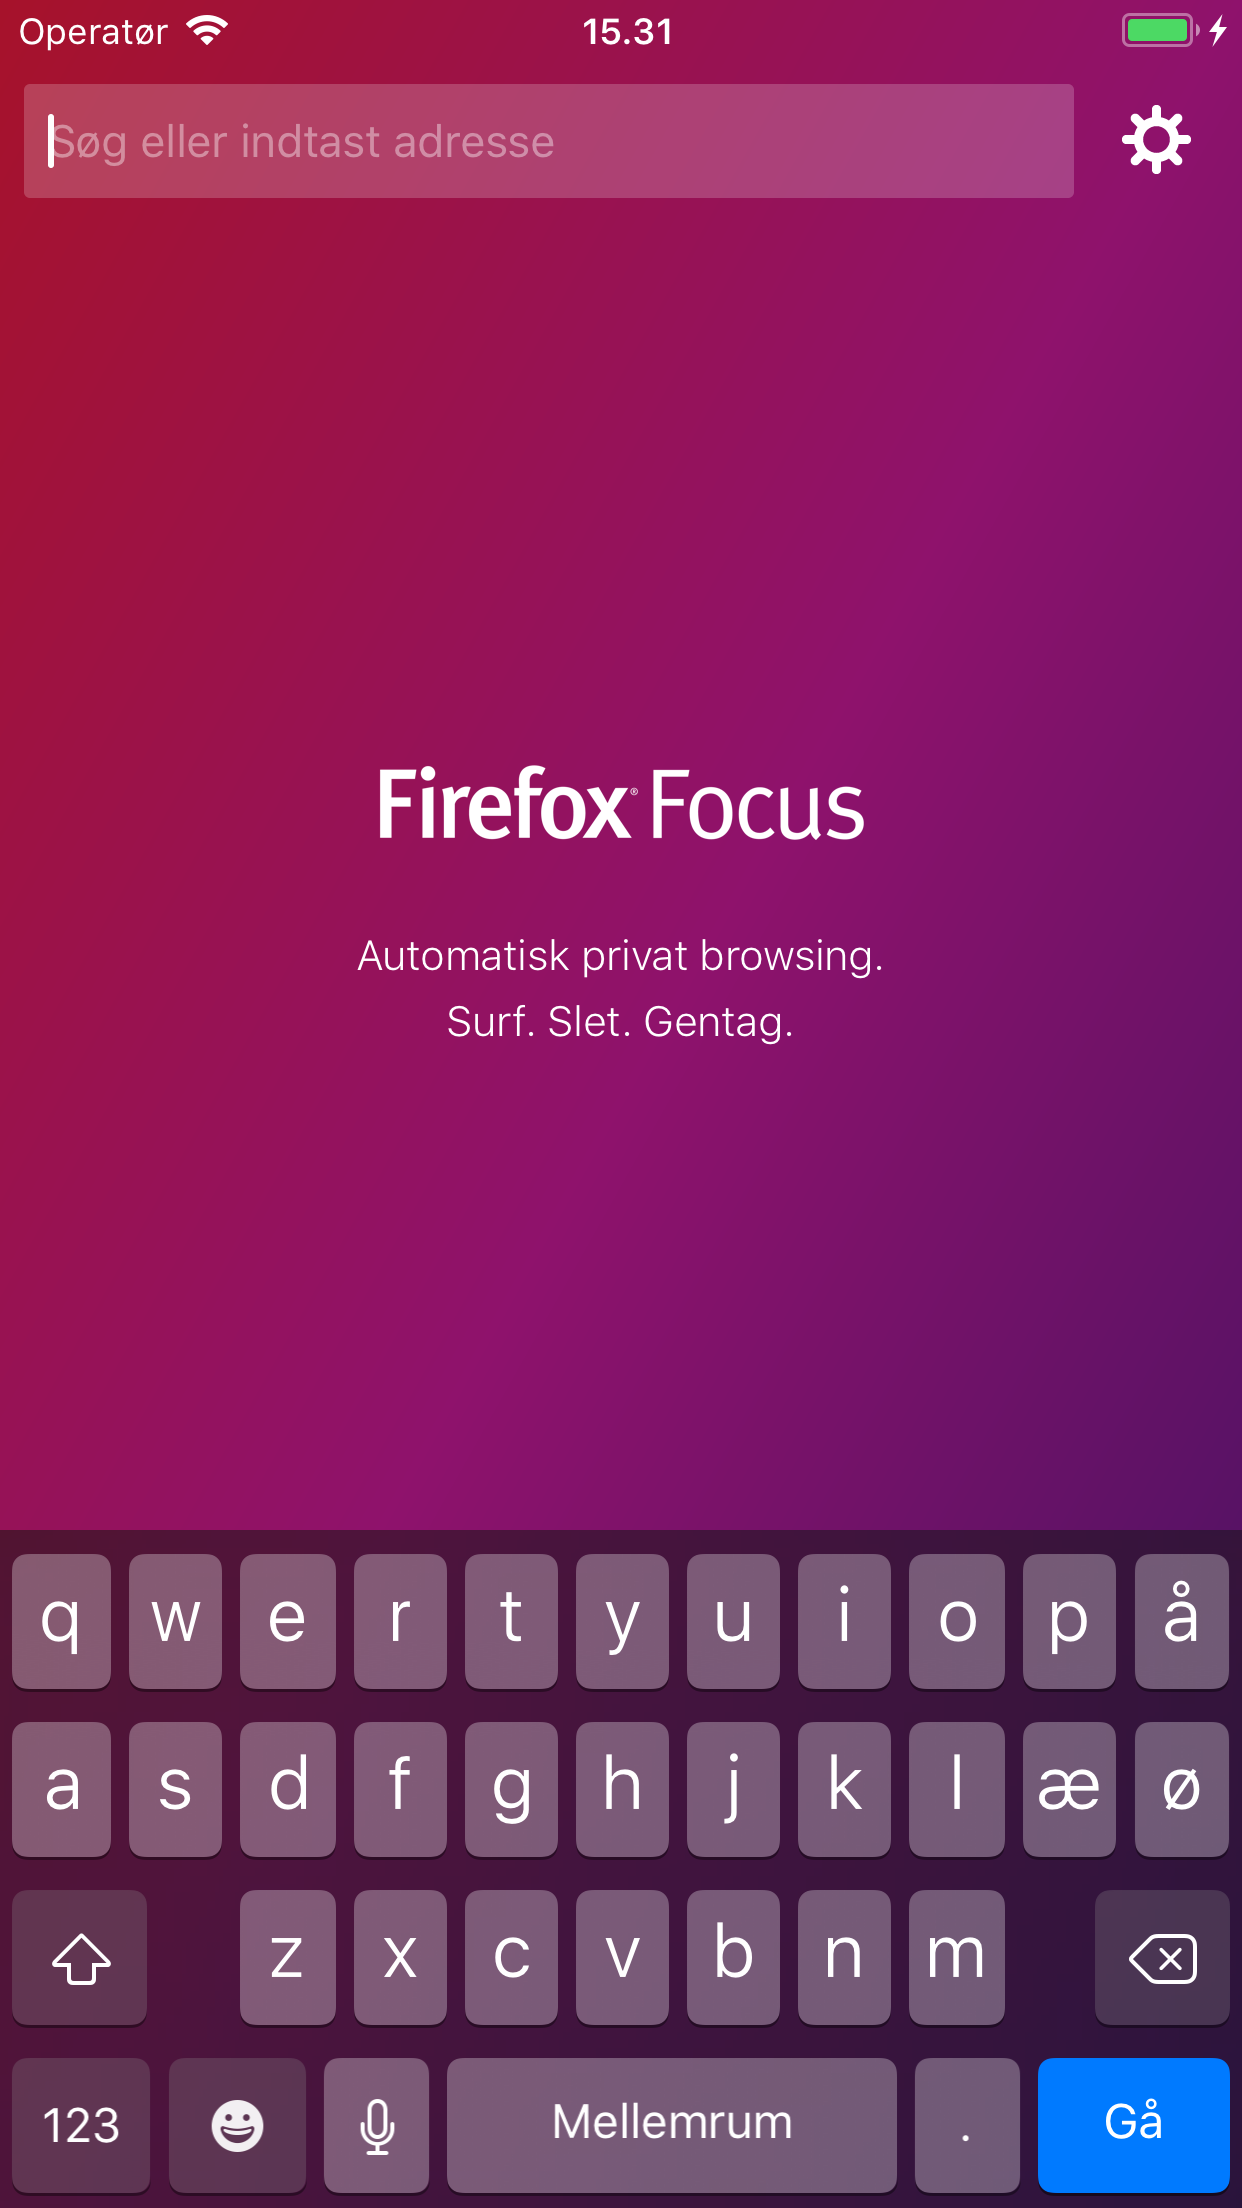 Operatør 15.31
Søg eller indtast adresse
Firefox® Focus
Automatisk privat browsing.
Surf. Slet. Gentag.
q w e r t y u i o p å
a s d f g h j k l æ ø
z x c v b n m
123 Mellemrum . Gå